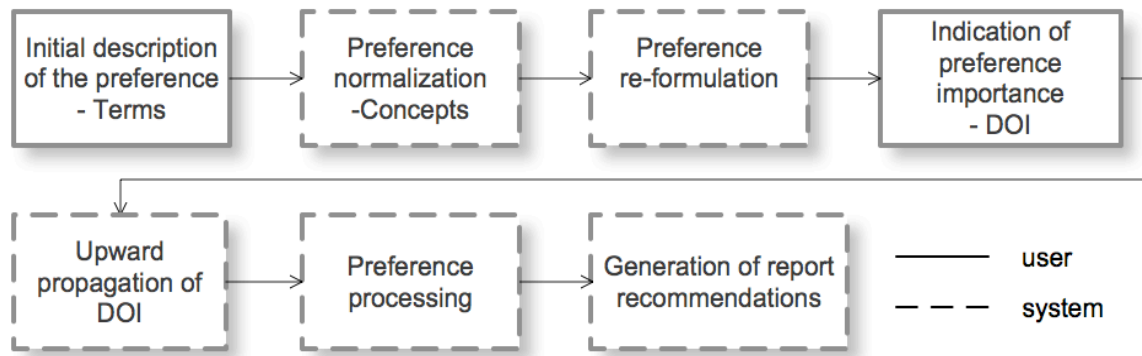 Initial description
of the preference
- Terms
Preference
normalization
-Concepts
Preference
re-formulation
Indication of
preference
importance
- DOI
Upward
propagation of
DOI
Preference
processing
Generation of report
recommendations
user
system